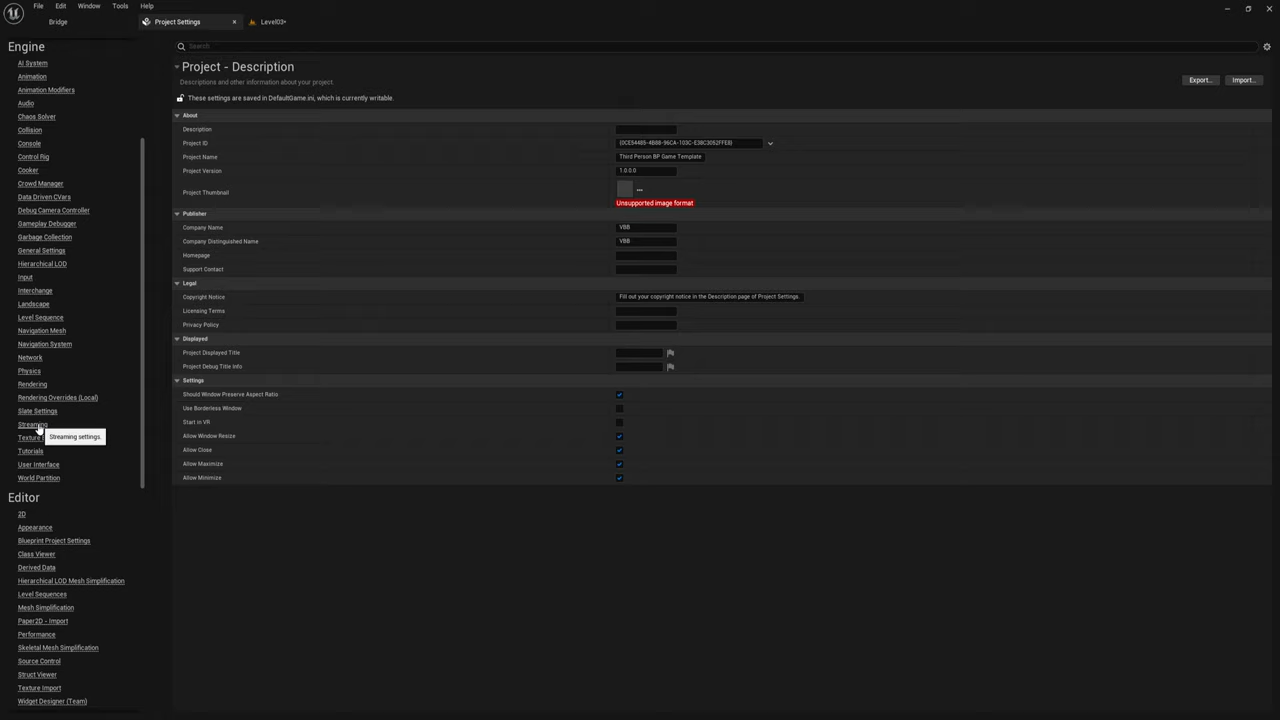 File Edit Window Tools Help
Bridge
Project Settings
Level03*
Engine
AI System
Animation
Animation Modifiers
Audio
Chaos Solver
Collision
Console
Control Rig
Cooker
Crowd Manager
Data Driven CVars
Debug Camera Controller
Gameplay Debugger
Garbage Collection
General Settings
Hierarchical LOD
Input
Interchange
Landscape
Level Sequence
Navigation Mesh
Navigation System
Network
Physics
Rendering
Rendering Overrides (Local)
Slate Settings
Streaming
Texture
Streaming settings.
Tutorials
User Interface
World Partition
Editor
2D
Appearance
Blueprint Project Settings
Class Viewer
Derived Data
Hierarchical LOD Mesh Simplification
Level Sequences
Mesh Simplification
Paper2D - Import
Performance
Skeletal Mesh Simplification
Source Control
Struct Viewer
Texture Import
Widget Designer (Team)
Search
Project - Description
Descriptions and other information about your project.
Export...
Import...
These settings are saved in DefaultGame.ini, which is currently writable.
About
Description
Project ID
Project Name Third Person BP Game Template
Project Version 1.0.0.0
Project Thumbnail
Unsupported image format
Publisher
Company Name VBB
Company Distinguished Name VBB
Homepage
Support Contact
Legal
Copyright Notice Fill out your copyright notice in the Description page of Project Settings.
Licensing Terms
Privacy Policy
Displayed
Project Displayed Title
Project Debug Title Info
Settings
Should Window Preserve Aspect Ratio
Use Borderless Window
Start in VR
Allow Window Resize
Allow Close
Allow Maximize
Allow Minimize